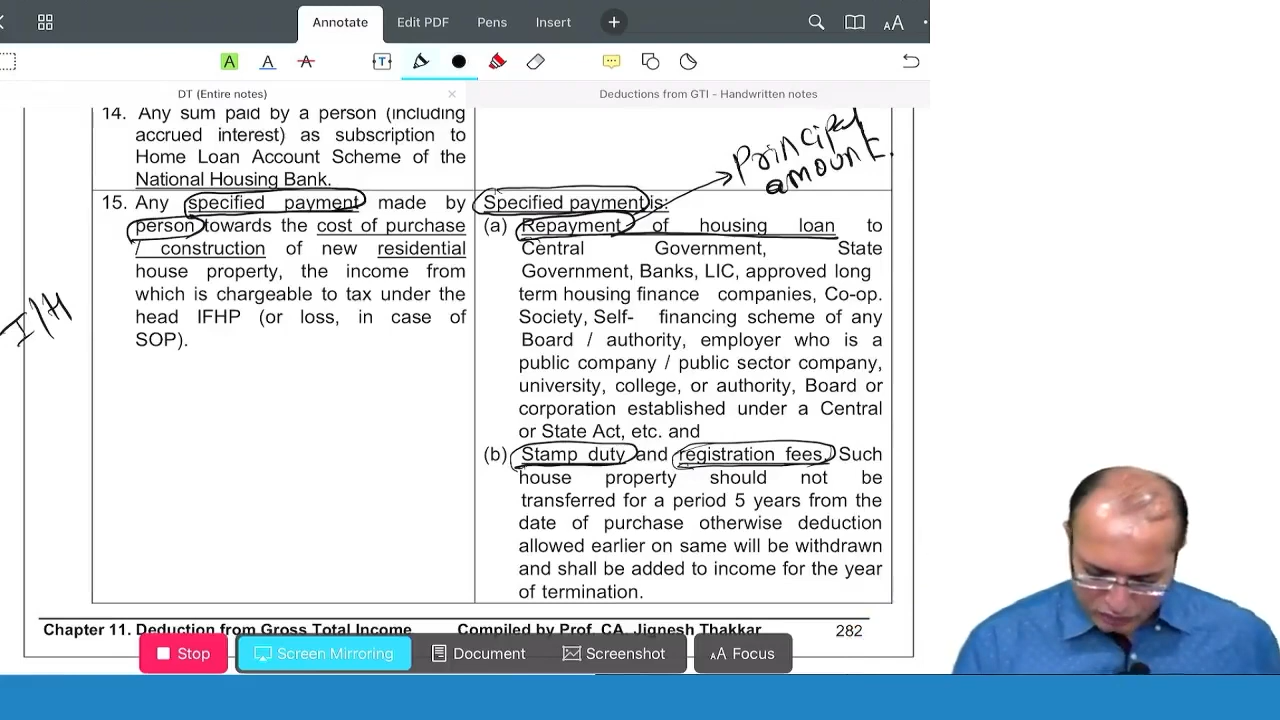 Annotate Edit PDF Pens Insert
DT (Entire notes) Deductions from GTI - Handwritten notes
14. Any sum paid by a person (including
accrued interest) as subscription to
Home Loan Account Scheme of the
National Housing Bank.
Principal
amount.
15. Any specified payment made by
person towards the cost of purchase
/ construction of new residential
house property, the income from
which is chargeable to tax under the
head IFHP (or loss, in case of
SOP).
I/H
Specified payment is:
(a) Repayment of housing loan to
Central Government, State
Government, Banks, LIC, approved long
term housing finance companies, Co-op.
Society, Self- financing scheme of any
Board / authority, employer who is a
public company / public sector company,
university, college, or authority, Board or
corporation established under a Central
or State Act, etc. and
(b) Stamp duty and registration fees. Such
house property should not be
transferred for a period 5 years from the
date of purchase otherwise deduction
allowed earlier on same will be withdrawn
and shall be added to income for the year
of termination.
Chapter 11. Deduction from Gross Total Income Compiled by Prof. CA. Jignesh Thakkar 282
Stop Screen Mirroring Document Screenshot AA Focus